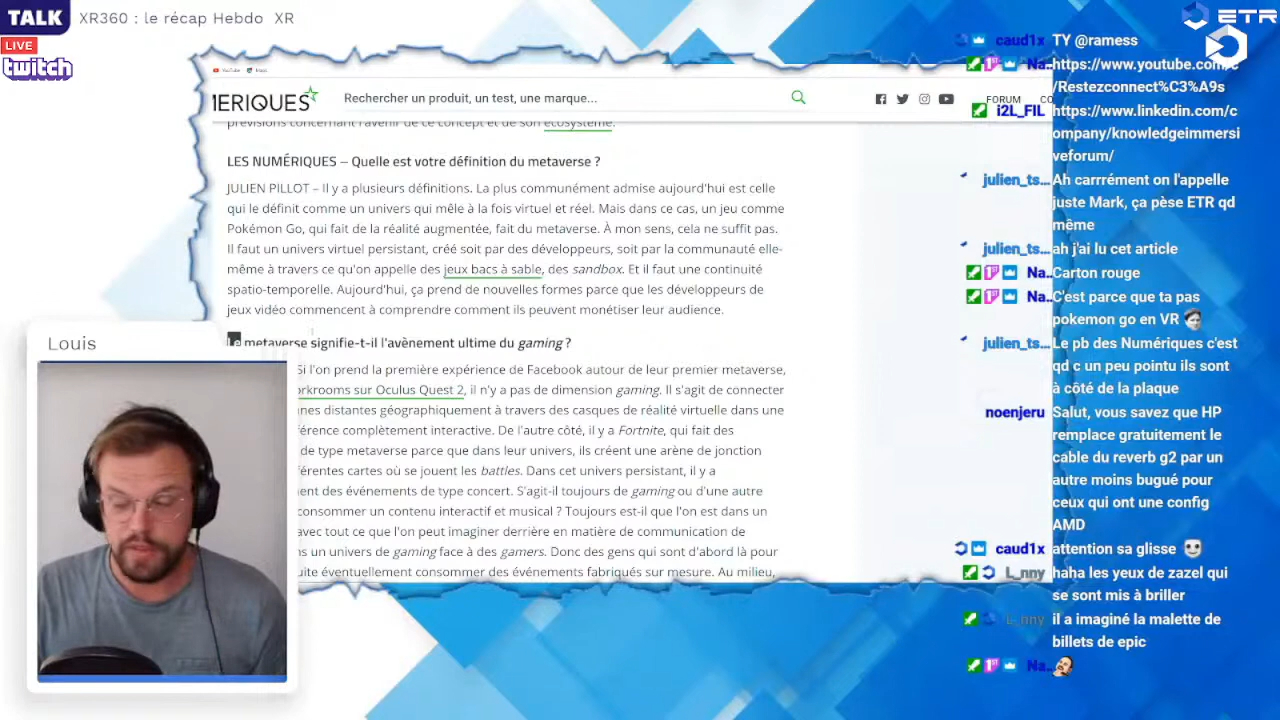 TALK
XR360 : le récap Hebdo XR
LIVE
twitch
ETR
YouTube
Maps
MERIQUES
Rechercher un produit, un test, une marque...
FORUM
prévisions concernant l'avenir de ce concept et de son écosystème.
LES NUMÉRIQUES – Quelle est votre définition du metaverse ?
JULIEN PILLOT – Il y a plusieurs définitions. La plus communément admise aujourd'hui est celle
qui le définit comme un univers qui mêle à la fois virtuel et réel. Mais dans ce cas, un jeu comme
Pokémon Go, qui fait de la réalité augmentée, fait du metaverse. À mon sens, cela ne suffit pas.
Il faut un univers virtuel persistant, créé soit par des développeurs, soit par la communauté elle-
même à travers ce qu'on appelle des jeux bacs à sable, des sandbox. Et il faut une continuité
spatio-temporelle. Aujourd'hui, ça prend de nouvelles formes parce que les développeurs de
jeux vidéo commencent à comprendre comment ils peuvent monétiser leur audience.
Le metaverse signifie-t-il l'avènement ultime du gaming ?
Si l'on prend la première expérience de Facebook autour de leur premier metaverse,
rkrooms sur Oculus Quest 2, il n'y a pas de dimension gaming. Il s'agit de connecter
nes distantes géographiquement à travers des casques de réalité virtuelle dans une
férence complètement interactive. De l'autre côté, il y a Fortnite, qui fait des
de type metaverse parce que dans leur univers, ils créent une arène de jonction
férentes cartes où se jouent les battles. Dans cet univers persistant, il y a
ent des événements de type concert. S'agit-il toujours de gaming ou d'une autre
consommer un contenu interactif et musical ? Toujours est-il que l'on est dans un
avec tout ce que l'on peut imaginer derrière en matière de communication de
s un univers de gaming face à des gamers. Donc des gens qui sont d'abord là pour
uite éventuellement consommer des événements fabriqués sur mesure. Au milieu,
Louis
caud1x TY @ramess
Na.. https://www.youtube.com/c
/Restezconnect%C3%A9s
i2L_FIL https://www.linkedin.com/c
ompany/knowledgeimmersi
veforum/
julien_ts... Ah carrrément on l'appelle
juste Mark, ça pèse ETR qd
même
julien_ts... ah j'ai lu cet article
Na.. Carton rouge
Na.. C'est parce que ta pas
pokemon go en VR
julien_ts... Le pb des Numériques c'est
qd c un peu pointu ils sont
à côté de la plaque
noenjeru Salut, vous savez que HP
remplace gratuitement le
cable du reverb g2 par un
autre moins bugué pour
ceux qui ont une config
AMD
caud1x attention sa glisse
L_nny haha les yeux de zazel qui
se sont mis à briller
L_nny il a imaginé la malette de
billets de epic
Na..